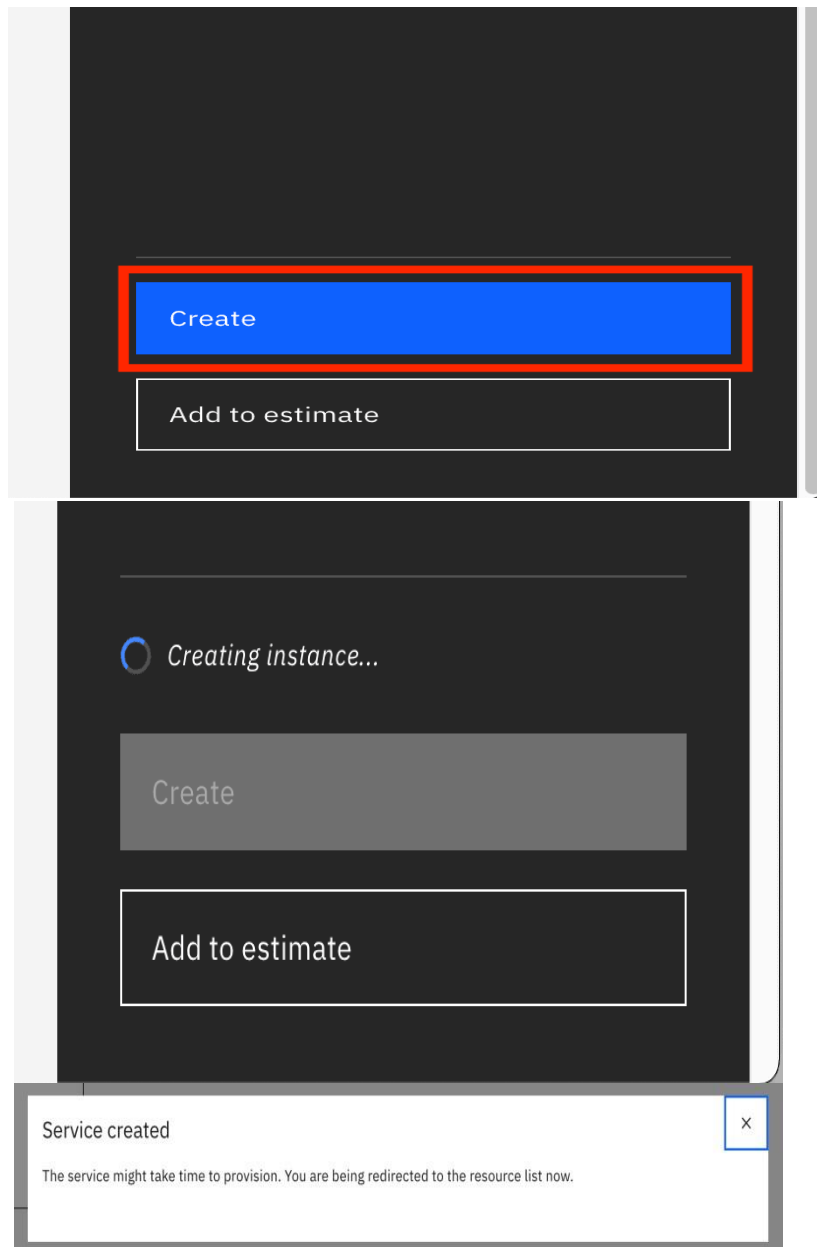 Create
Add to estimate
Creating instance...
Create
Add to estimate
Service created
X
The service might take time to provision. You are being redirected to the resource list now.